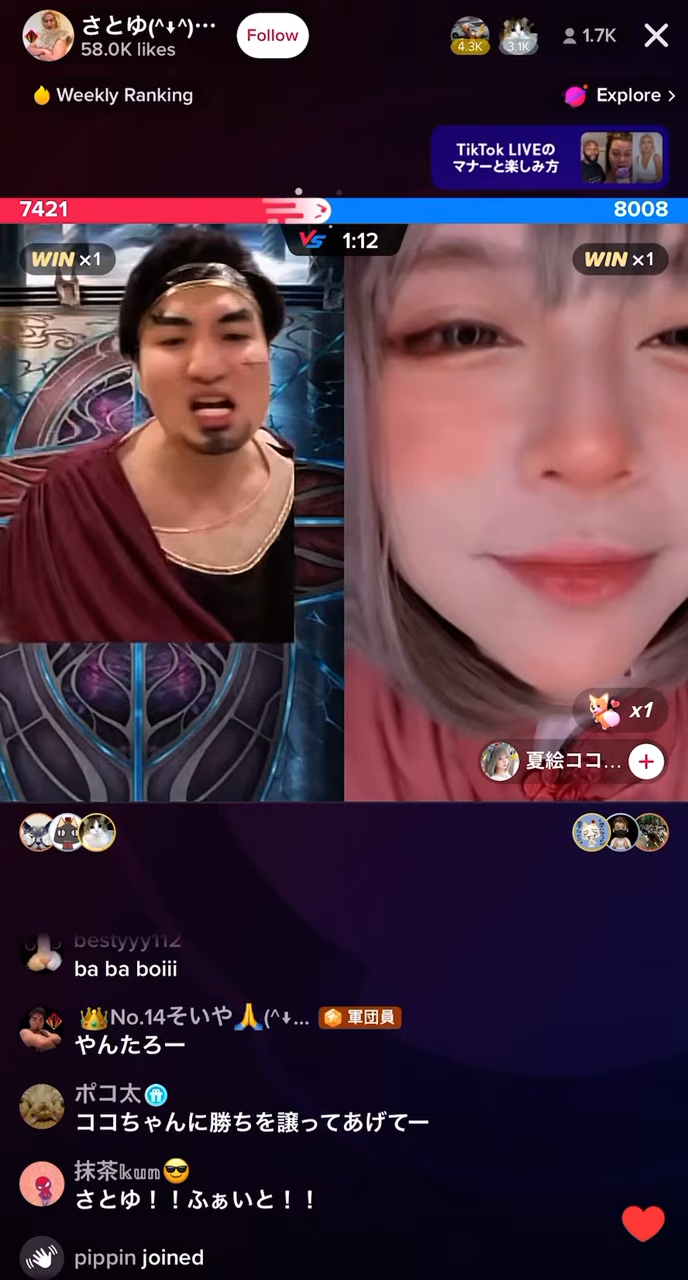 さとゆ(^⬇^)…
58.0K likes
Follow
4.3K
3.1K
1.7K
Weekly Ranking
Explore >
TikTok LIVEの
マナーと楽しみ方
7421
8008
VS 1:12
WIN x1
WIN x1
x1
夏絵ココ...
bestyyy112
ba ba boiii
No.14そいや🙏(^⬇...
軍団員
やんたろー
ポコ太
ココちゃんに勝ちを譲ってあげてー
抹茶𝕜𝕦𝕟😎
さとゆ！！ふぁいと！！
pippin joined